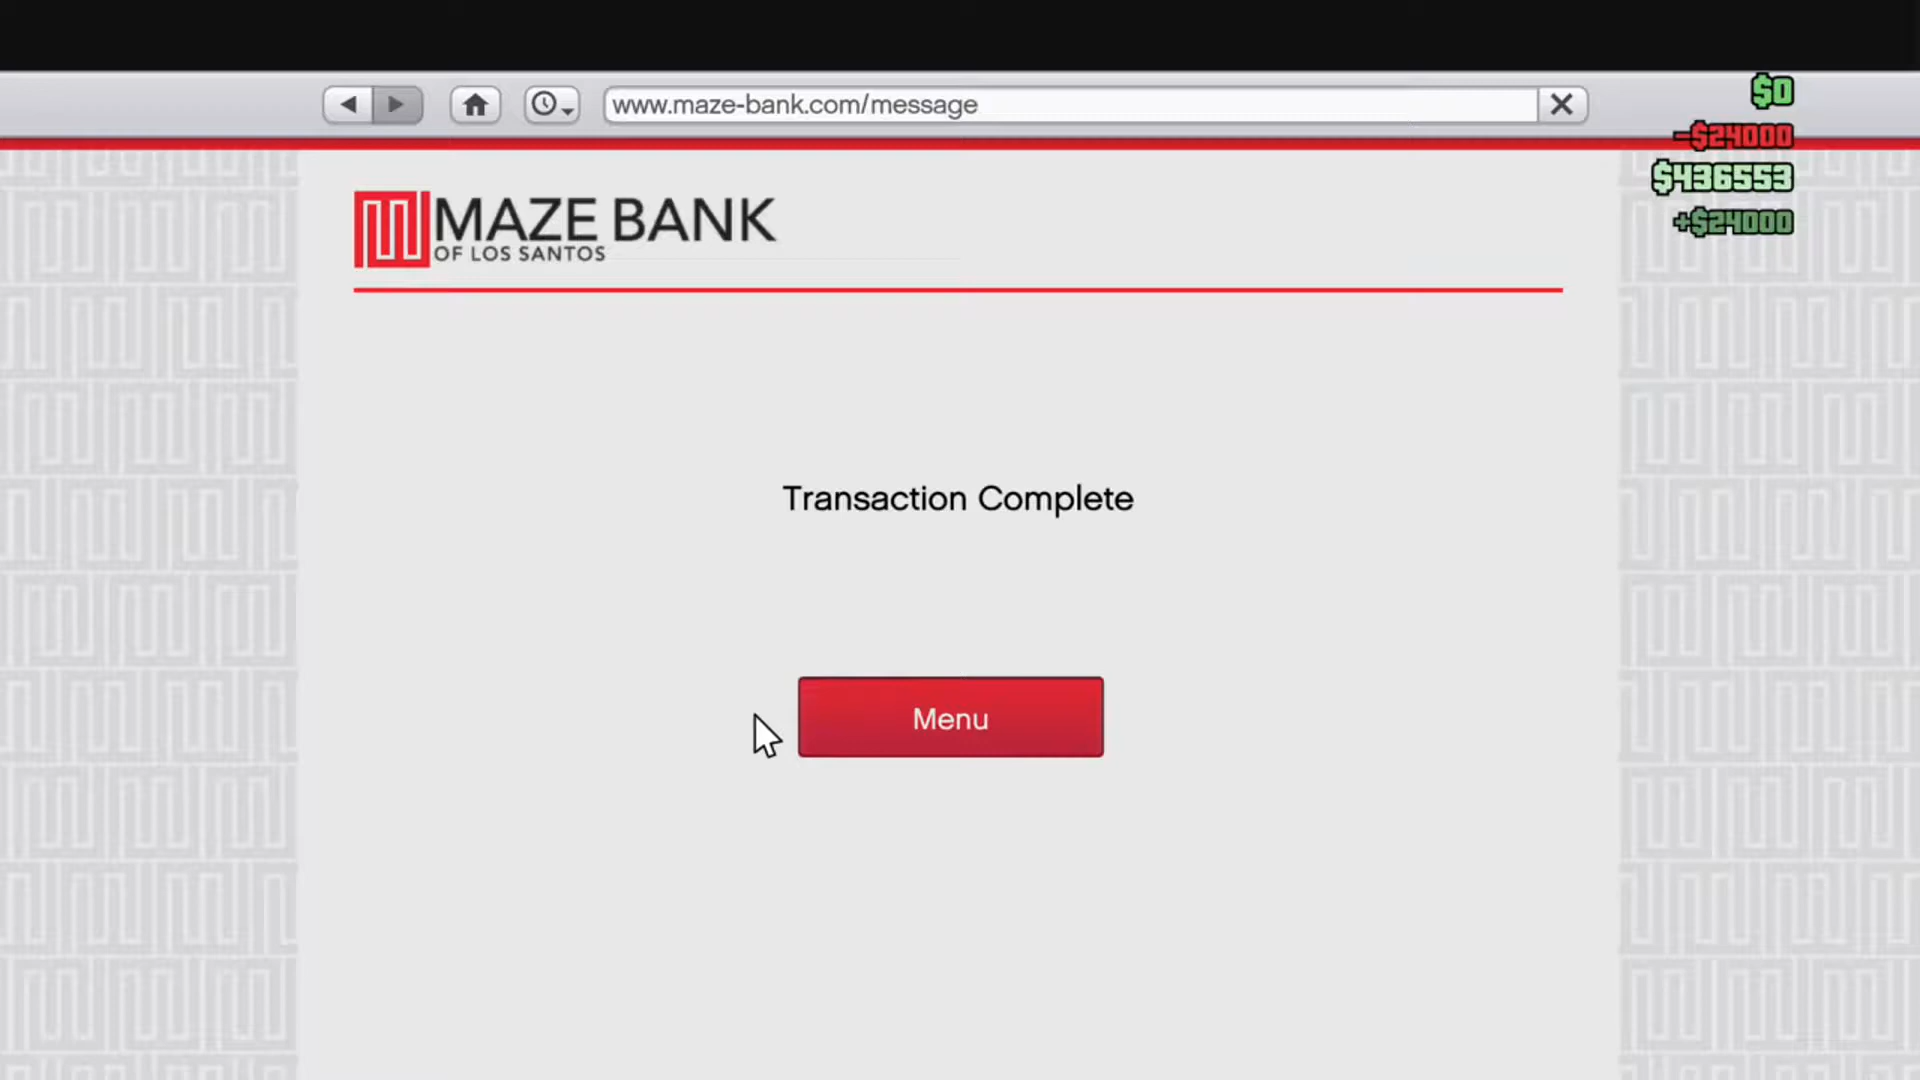 www.maze-bank.com/message
$0
-$24000
$436553
+$24000
MAZE BANK
OF LOS SANTOS
Transaction Complete
Menu